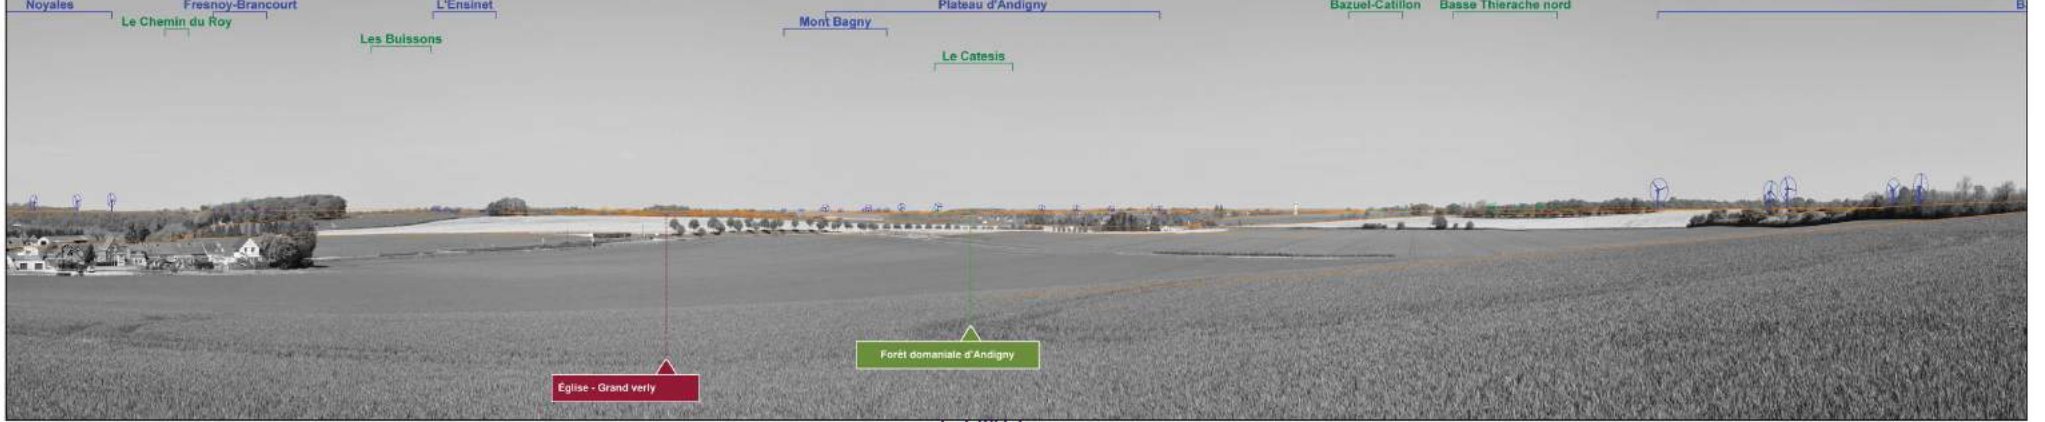 Noyales
Fresnoy-Brancourt
L'Ensinet
Plateau d'Andigny
Bazuel-Catillon
Basse Thierache nord
Le Chemin du Roy
Mont Bagny
Les Buissons
Le Catesis
Forêt domaniale d'Andigny
Église - Grand verly